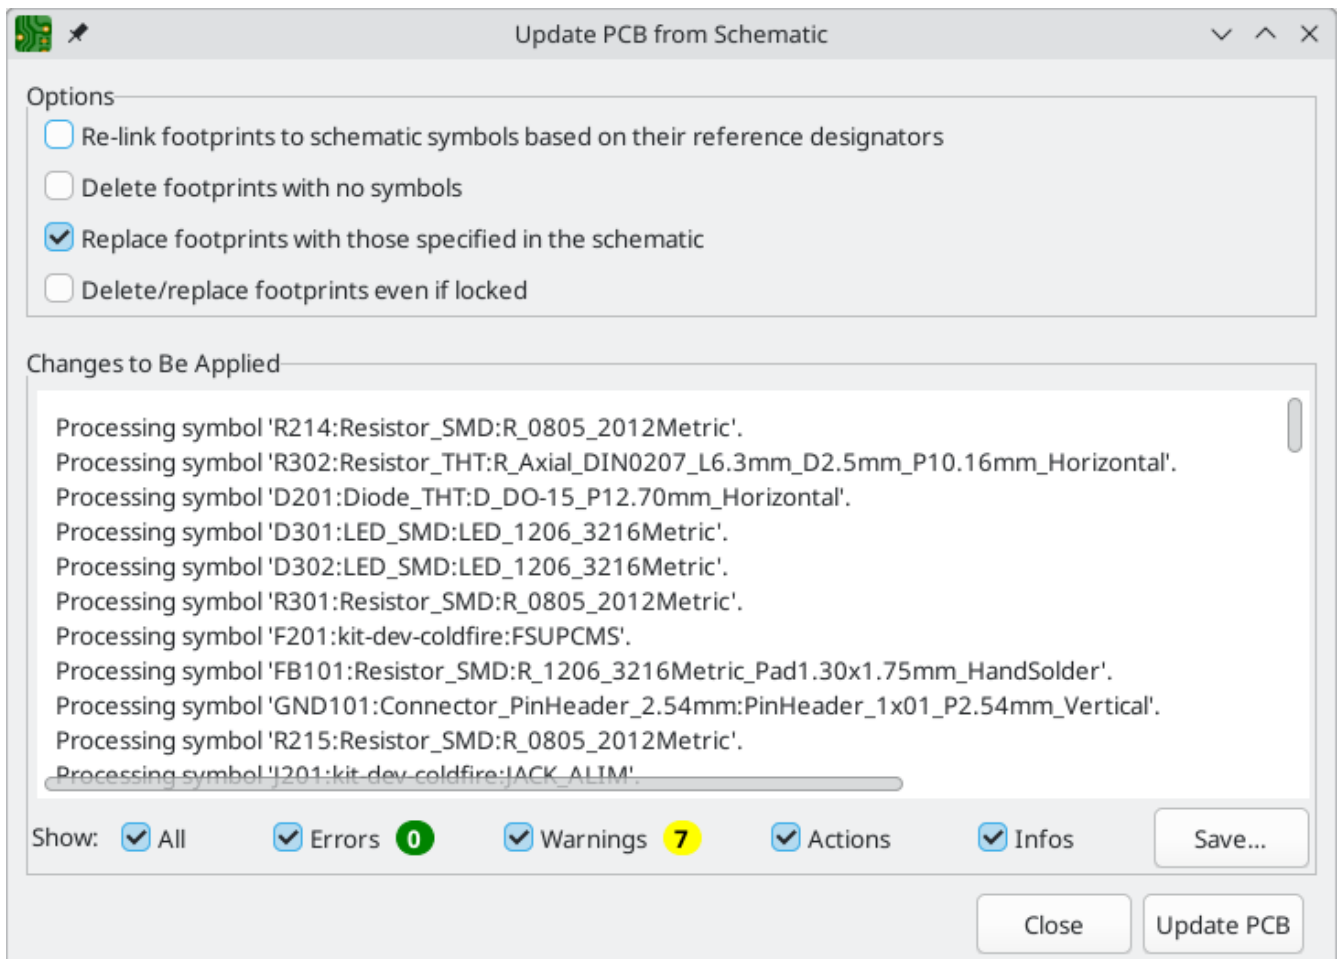 Update PCB from Schematic
Options
Re-link footprints to schematic symbols based on their reference designators
Delete footprints with no symbols
Replace footprints with those specified in the schematic
Delete/replace footprints even if locked
Changes to Be Applied
Processing symbol 'R214:Resistor_SMD:R_0805_2012Metric'.
Processing symbol 'R302:Resistor_THT:R_Axial_DIN0207_L6.3mm_D2.5mm_P10.16mm_Horizontal'.
Processing symbol 'D201:Diode_THT:D_DO-15_P12.70mm_Horizontal'.
Processing symbol 'D301:LED_SMD:LED_1206_3216Metric'.
Processing symbol 'D302:LED_SMD:LED_1206_3216Metric'.
Processing symbol 'R301:Resistor_SMD:R_0805_2012Metric'.
Processing symbol 'F201:kit-dev-coldfire:FSUPCMS'.
Processing symbol 'FB101:Resistor_SMD:R_1206_3216Metric_Pad1.30x1.75mm_HandSolder'.
Processing symbol 'GND101:Connector_PinHeader_2.54mm:PinHeader_1x01_P2.54mm_Vertical'.
Processing symbol 'R215:Resistor_SMD:R_0805_2012Metric'.
Processing symbol 'J201:kit-dev-coldfire:JACK_ALIM'.
Show: All Errors 0 Warnings 7 Actions Infos Save...
Close Update PCB